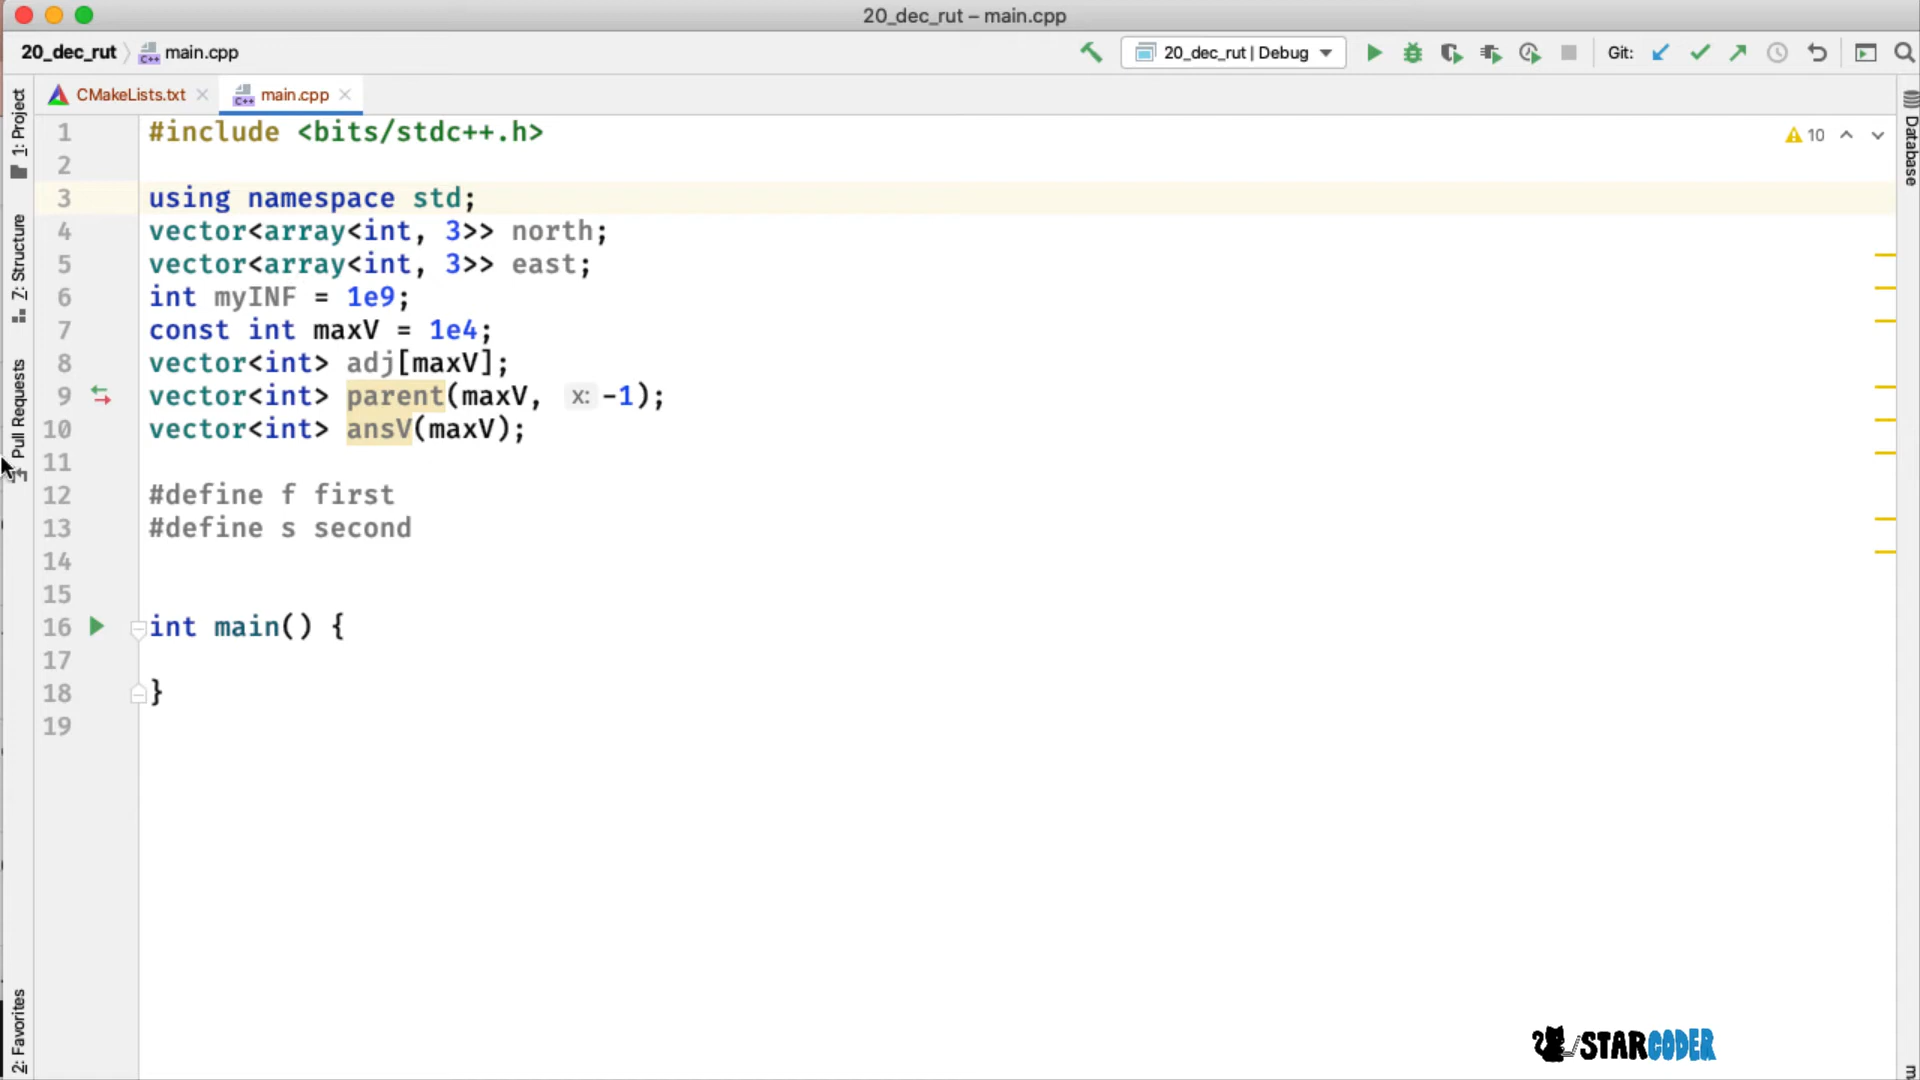 20_dec_rut – main.cpp
20_dec_rut main.cpp
20_dec_rut | Debug
Git:
CMakeLists.txt
main.cpp
1: Project
Z: Structure
Pull Requests
2: Favorites
Database
10
1 #include <bits/stdc++.h>
2
3 using namespace std;
4 vector<array<int, 3>> north;
5 vector<array<int, 3>> east;
6 int myINF = 1e9;
7 const int maxV = 1e4;
8 vector<int> adj[maxV];
9 vector<int> parent(maxV, x: -1);
10 vector<int> ansV(maxV);
11
12 #define f first
13 #define s second
14
15
16 int main() {
17
18 }
19
STARCODER